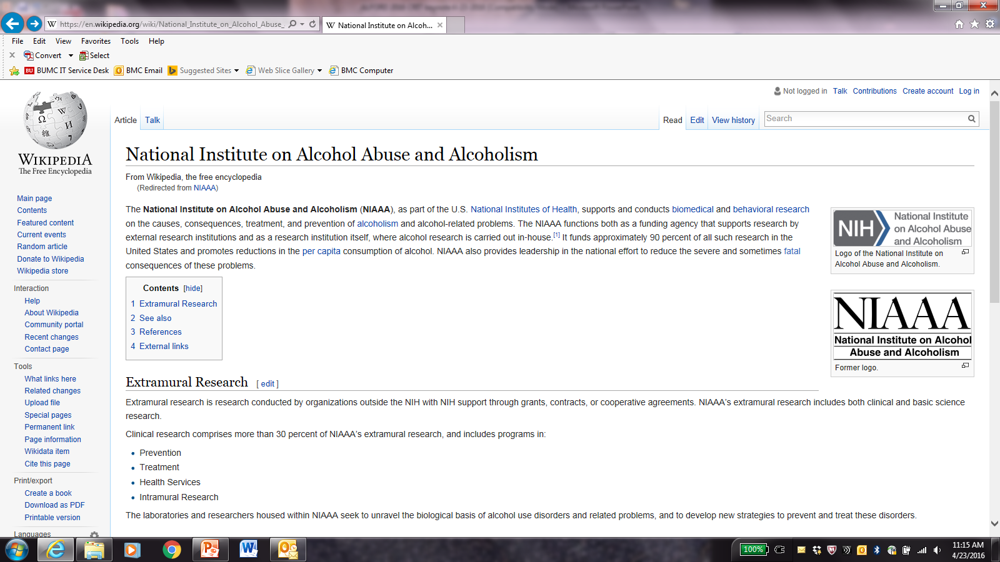 https://en.wikipedia.org/wiki/National_Institute_on_Alcohol_Abuse_
National Institute on Alcoh...
File Edit View Favorites Tools Help
Convert Select
BUMC IT Service Desk BMC Email Suggested Sites Web Slice Gallery BMC Computer
Not logged in Talk Contributions Create account Log in
Article Talk Read Edit View history Search
WIKIPEDIA
The Free Encyclopedia
Main page
Contents
Featured content
Current events
Random article
Donate to Wikipedia
Wikipedia store
Interaction
Help
About Wikipedia
Community portal
Recent changes
Contact page
Tools
What links here
Related changes
Upload file
Special pages
Permanent link
Page information
Wikidata item
Cite this page
Print/export
Create a book
Download as PDF
Printable version
Languages
National Institute on Alcohol Abuse and Alcoholism
From Wikipedia, the free encyclopedia
(Redirected from NIAAA)
The National Institute on Alcohol Abuse and Alcoholism (NIAAA), as part of the U.S. National Institutes of Health, supports and conducts biomedical and behavioral research
on the causes, consequences, treatment, and prevention of alcoholism and alcohol-related problems. The NIAAA functions both as a funding agency that supports research by
external research institutions and as a research institution itself, where alcohol research is carried out in-house.[1] It funds approximately 90 percent of all such research in the
United States and promotes reductions in the per capita consumption of alcohol. NIAAA also provides leadership in the national effort to reduce the severe and sometimes fatal
consequences of these problems.
NIH National Institute
on Alcohol Abuse
and Alcoholism
Logo of the National Institute on
Alcohol Abuse and Alcoholism.
NIAAA
National Institute on Alcohol
Abuse and Alcoholism
Former logo.
Contents [hide]
1 Extramural Research
2 See also
3 References
4 External links
Extramural Research [ edit ]
Extramural research is research conducted by organizations outside the NIH with NIH support through grants, contracts, or cooperative agreements. NIAAA's extramural research includes both clinical and basic science
research.
Clinical research comprises more than 30 percent of NIAAA's extramural research, and includes programs in:
Prevention
Treatment
Health Services
Intramural Research
The laboratories and researchers housed within NIAAA seek to unravel the biological basis of alcohol use disorders and related problems, and to develop new strategies to prevent and treat these disorders.
100%
11:15 AM
4/23/2016